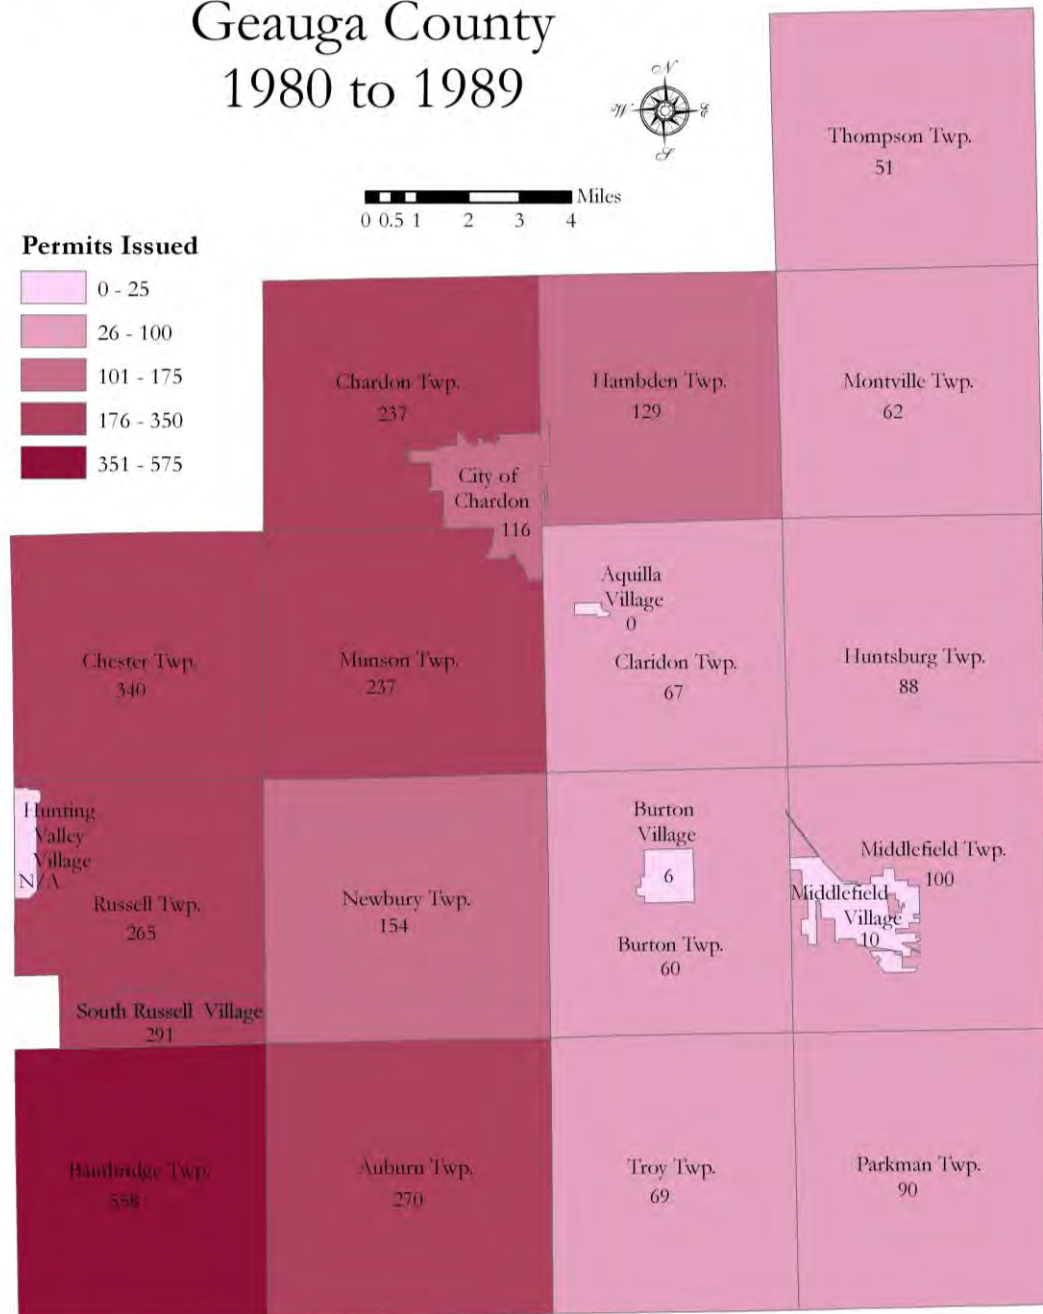 Geauga County
1980 to 1989
N
W E
S
Miles
0 0.5 1 2 3 4
Permits Issued
0 - 25
26 - 100
101 - 175
176 - 350
351 - 575
Thompson Twp.
51
Chardon Twp.
237
Hambden Twp.
129
Montville Twp.
62
City of
Chardon
116
Aquilla
Village
0
Chester Twp.
340
Munson Twp.
237
Claridon Twp.
67
Huntsburg Twp.
88
Hunting
Valley
Village
N/A
Russell Twp.
265
Newbury Twp.
154
Burton
Village
6
Burton Twp.
60
Middlefield Twp.
100
Middlefield
Village
10
South Russell Village
291
Bainbridge Twp.
558
Auburn Twp.
270
Troy Twp.
69
Parkman Twp.
90